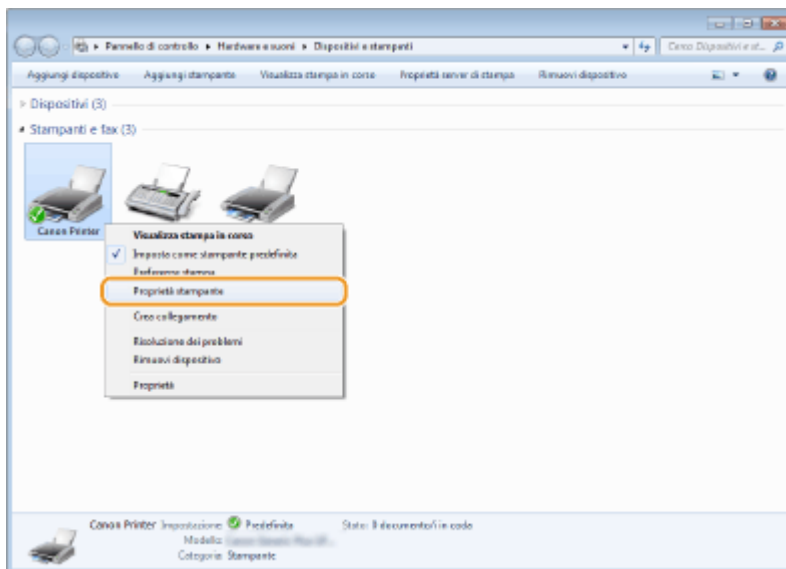 Pannello di controllo Hardware e suoni Dispositivi e stampanti
Cerca Dispositivi e st...
Aggiungi dispositivo Aggiungi stampante Visualizza stampa in corso Proprietà server di stampa Rimuovi dispositivo
Dispositivi (3)
Stampanti e fax (3)
Canon Printer
Visualizza stampa in corso
Imposta come stampante predefinita
Preferenze stampa
Proprietà stampante
Crea collegamento
Risoluzione dei problemi
Rimuovi dispositivo
Proprietà
Canon Printer Impostazione: Predefinita Stato: 0 documento/i in coda
Modello:
Categoria: Stampante